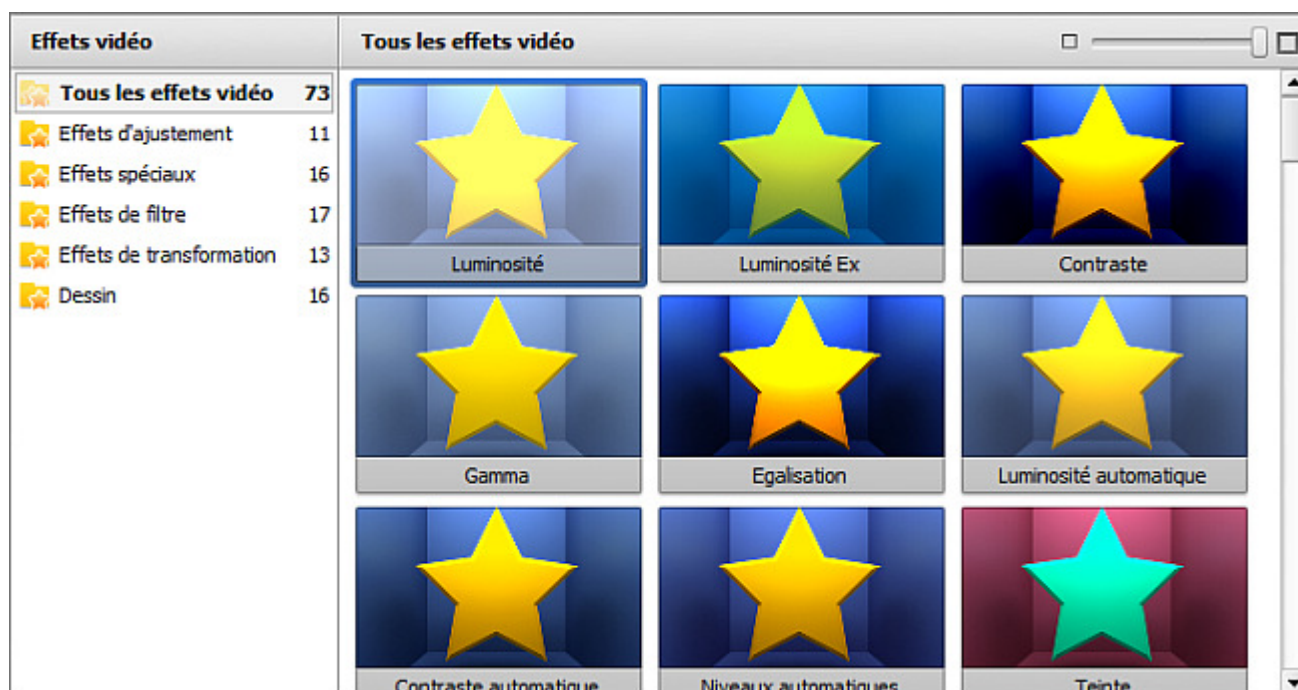 Effets vidéo
Tous les effets vidéo 73
Effets d'ajustement 11
Effets spéciaux 16
Effets de filtre 17
Effets de transformation 13
Dessin 16
Tous les effets vidéo
Luminosité
Luminosité Ex
Contraste
Gamma
Egalisation
Luminosité automatique
Contraste automatique
Niveaux automatiques
Teinte